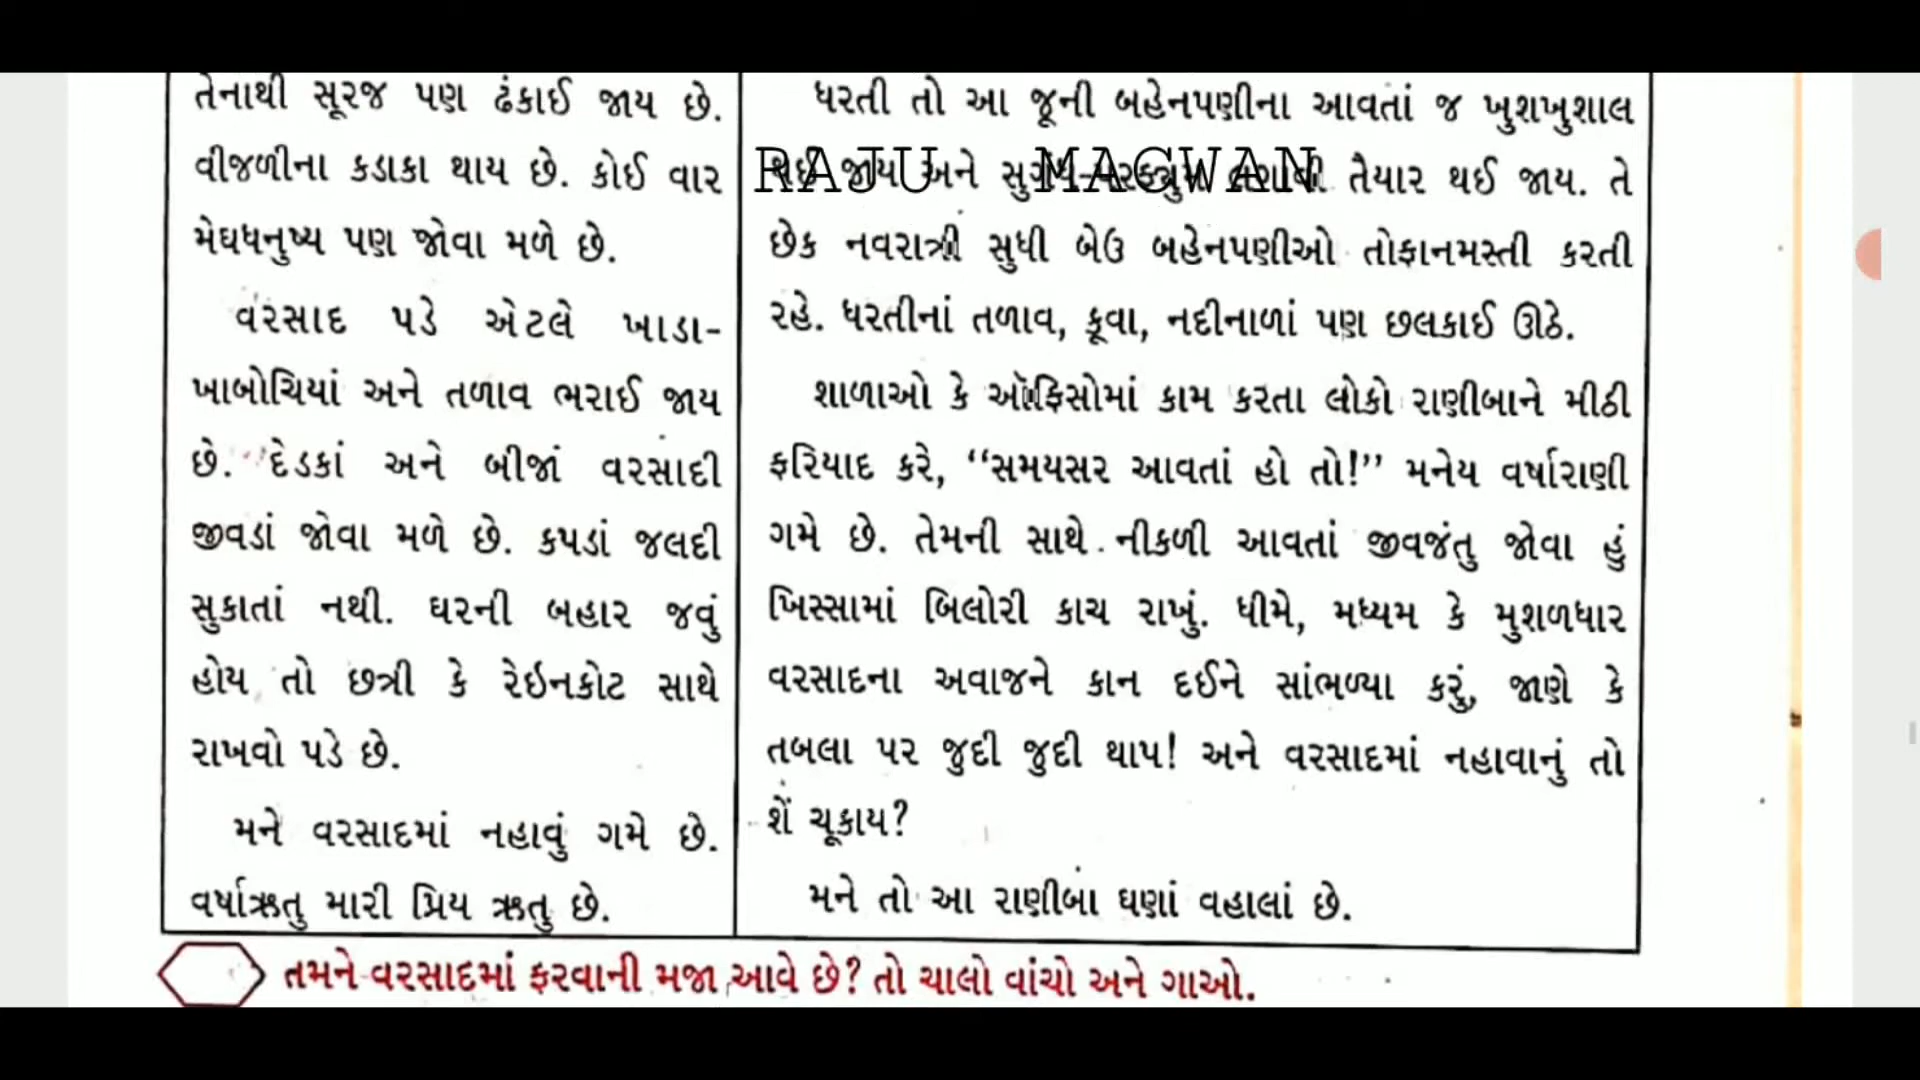 તેનાથી સૂરજ પણ ઢંકાઈ જાય છે.
વીજળીના કડાકા થાય છે. કોઈ વાર
મેઘધનુષ્ય પણ જોવા મળે છે.
વરસાદ પડે એટલે ખાડા-
ખાબોચિયાં અને તળાવ ભરાઈ જાય
છે. દેડકાં અને બીજાં વરસાદી
જીવડાં જોવા મળે છે. કપડાં જલદી
સુકાતાં નથી. ઘરની બહાર જવું
હોય તો છત્રી કે રેઇનકોટ સાથે
રાખવો પડે છે.
મને વરસાદમાં નહાવું ગમે છે.
વર્ષાઋતુ મારી પ્રિય ઋતુ છે.
ધરતી તો આ જૂની બહેનપણીના આવતાં જ ખુશખુશાલ
RAJU MAGWAN
જાય અને તૈયાર થઈ જાય. તે
છેક નવરાત્રી સુધી બેઉ બહેનપણીઓ તોફાનમસ્તી કરતી
રહે. ધરતીનાં તળાવ, કૂવા, નદીનાળાં પણ છલકાઈ ઊઠે.
શાળાઓ કે ઑફિસોમાં કામ કરતા લોકો રાણીબાને મીઠી
ફરિયાદ કરે, “સમયસર આવતાં હો તો!” મનેય વર્ષારાણી
ગમે છે. તેમની સાથે નીકળી આવતાં જીવજંતુ જોવા હું
ખિસ્સામાં બિલોરી કાચ રાખું. ધીમે, મધ્યમ કે મુશળધાર
વરસાદના અવાજને કાન દઈને સાંભળ્યા કરું, જાણે કે
તબલા પર જુદી જુદી થાપ! અને વરસાદમાં નહાવાનું તો
શેં ચૂકાય?
મને તો આ રાણીબા ઘણાં વહાલાં છે.
તમને વરસાદમાં ફરવાની મજા આવે છે? તો ચાલો વાંચો અને ગાઓ.